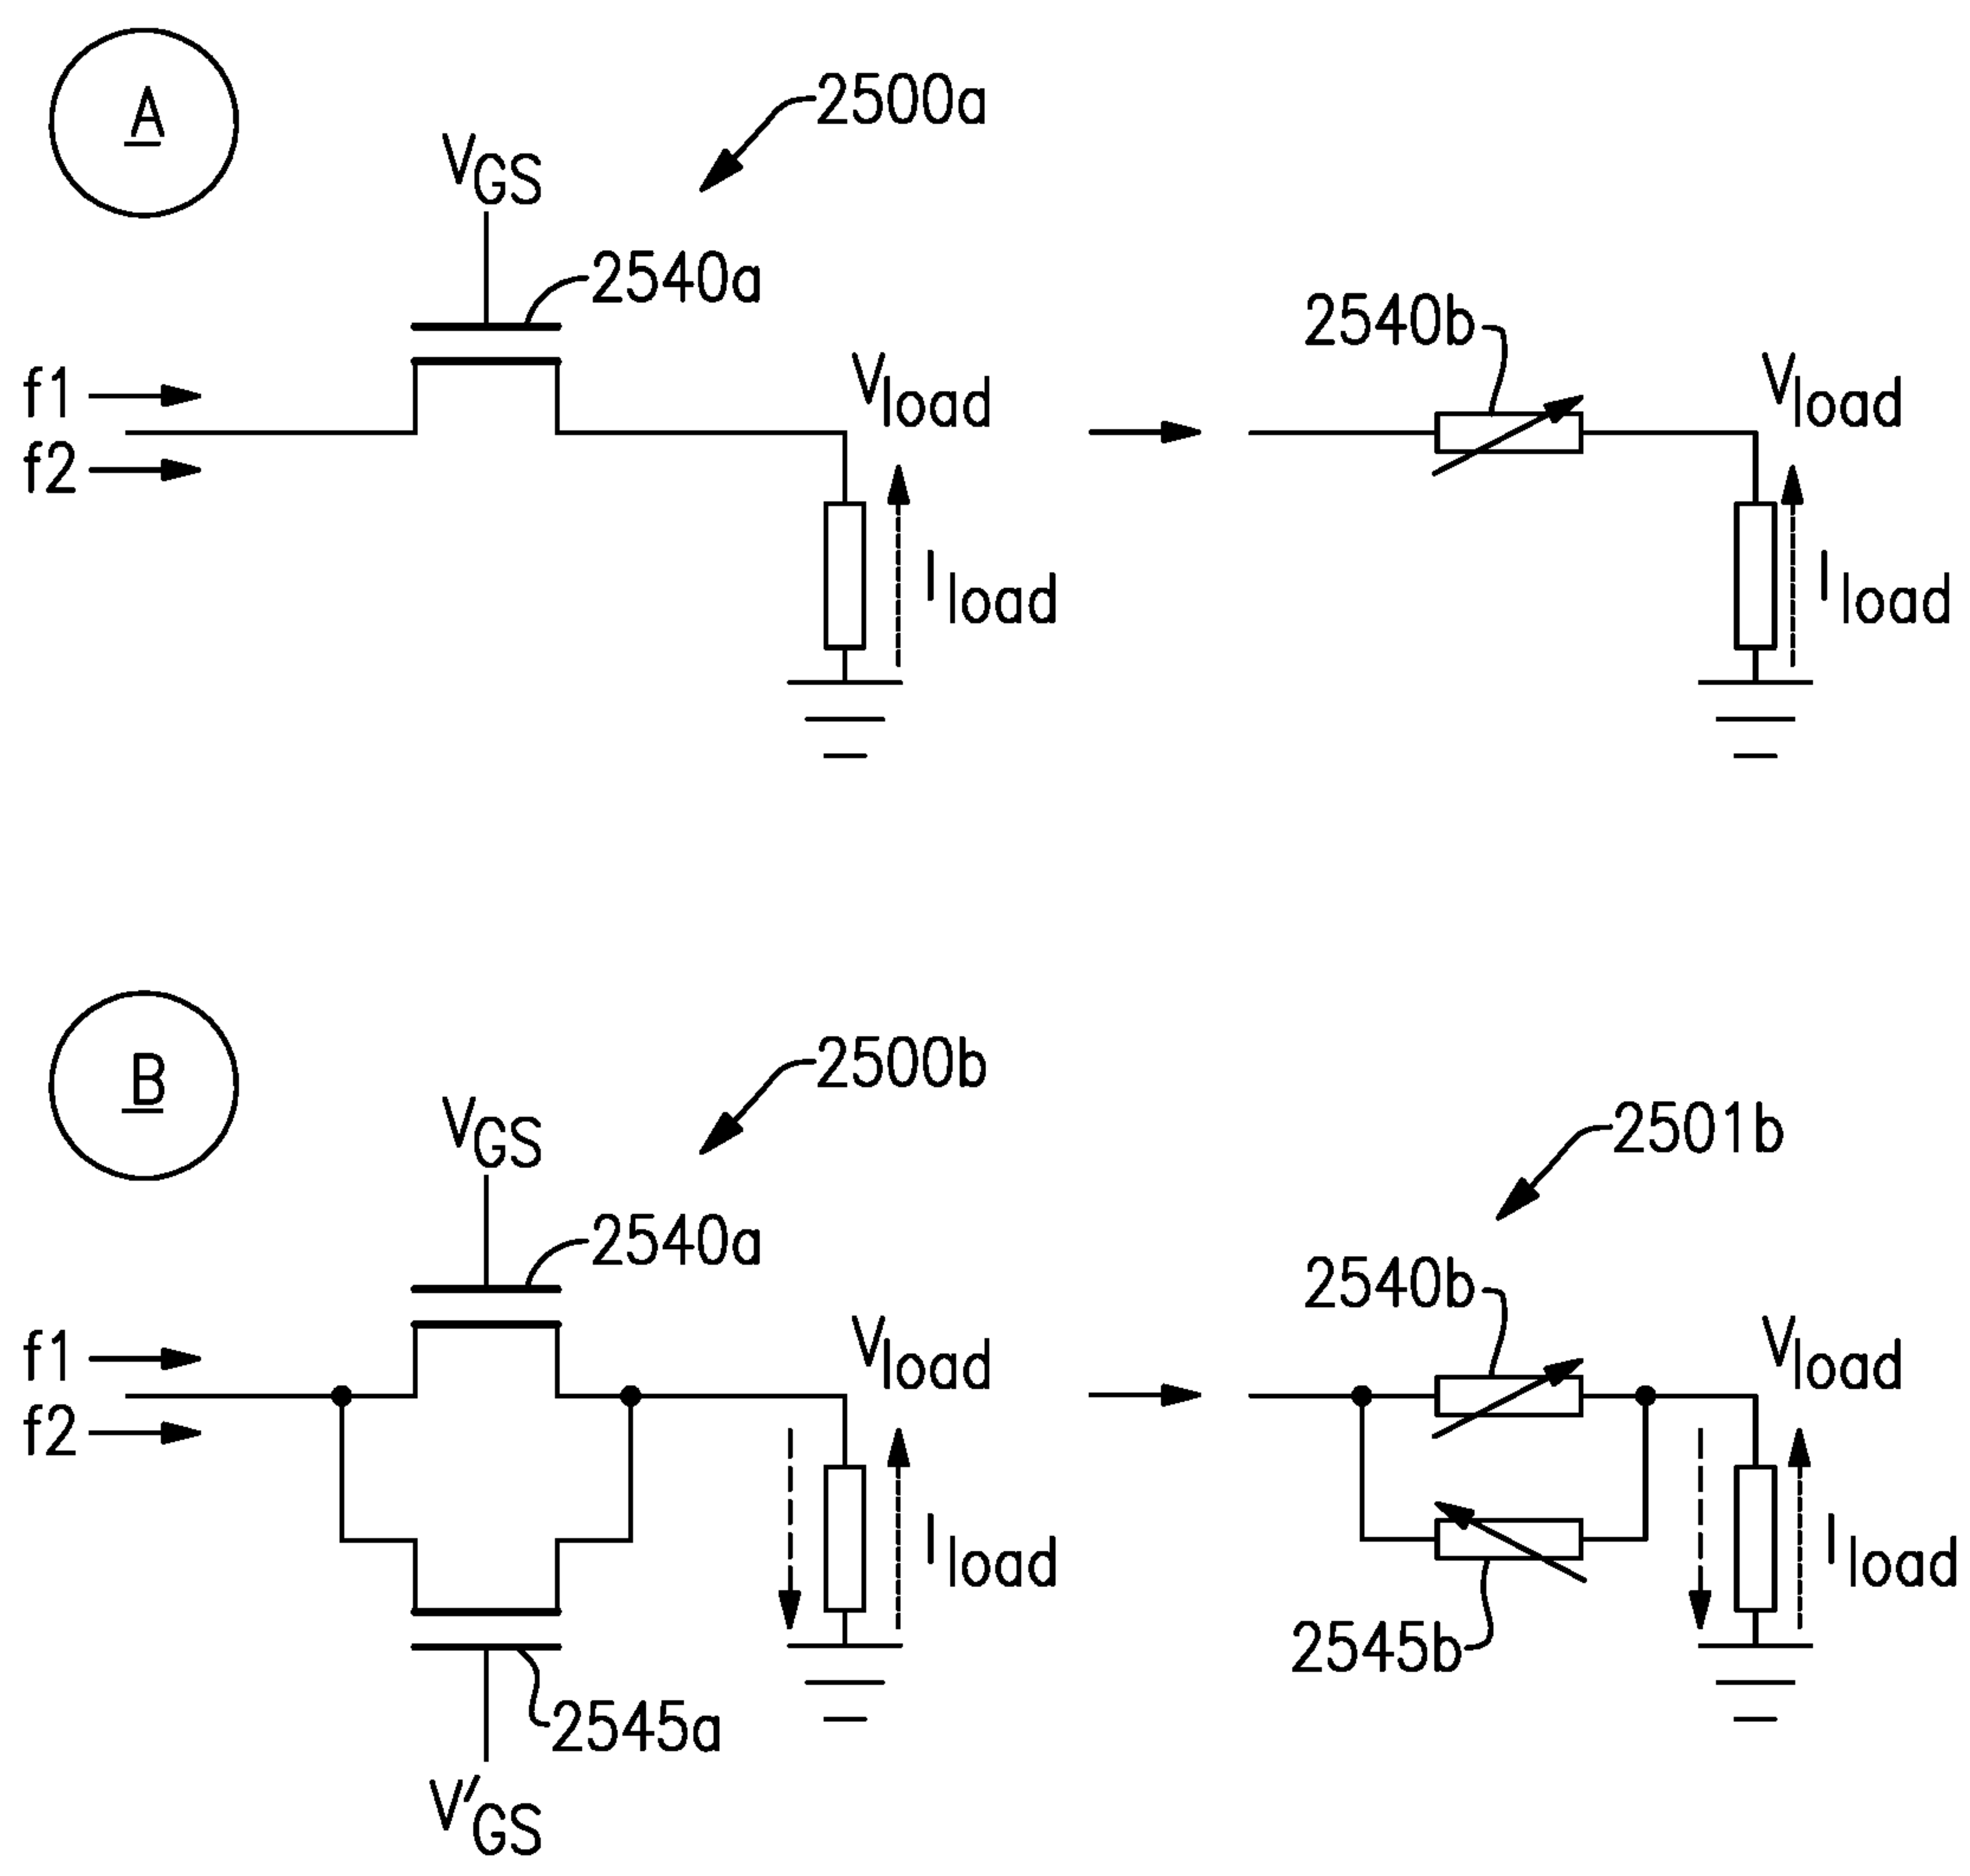 A
2500a
VGS
2540a
f1
f2
Vload
Iload
2540b
Vload
Iload
B
2500b
VGS
2540a
f1
f2
Vload
Iload
2545a
V'GS
2501b
2540b
Vload
Iload
2545b